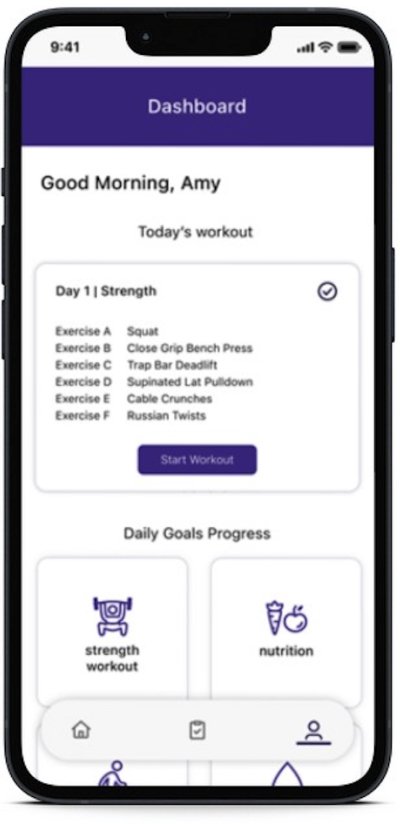 9:41
Dashboard
Good Morning, Amy
Today's workout
Day 1 | Strength
Exercise A Squat
Exercise B Close Grip Bench Press
Exercise C Trap Bar Deadlift
Exercise D Supinated Lat Pulldown
Exercise E Cable Crunches
Exercise F Russian Twists
Start Workout
Daily Goals Progress
strength
workout
nutrition